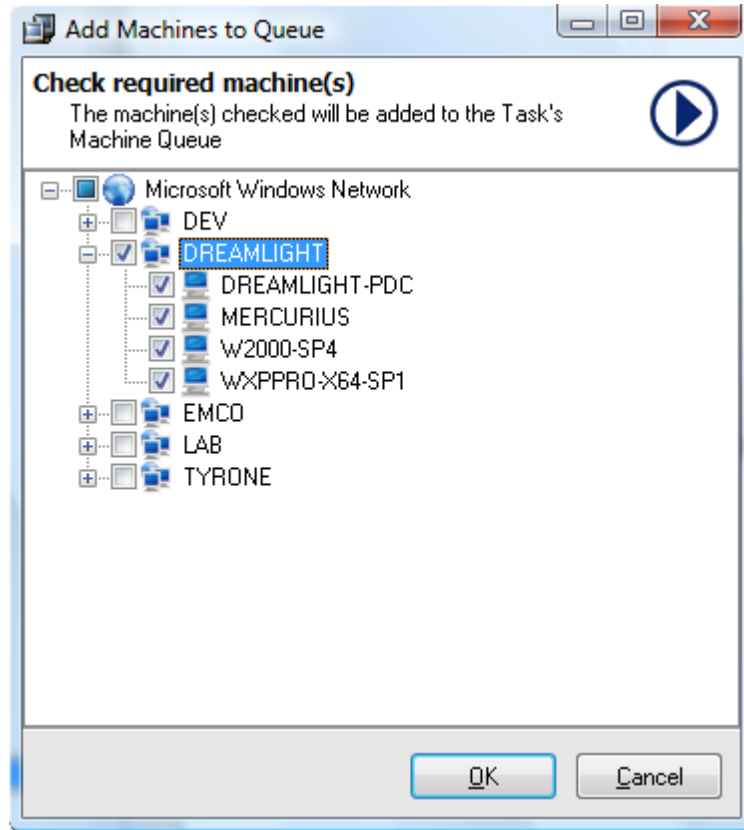 Add Machines to Queue
Check required machine(s)
The machine(s) checked will be added to the Task's
Machine Queue
Microsoft Windows Network
DEV
DREAMLIGHT
DREAMLIGHT-PDC
MERCURIUS
W2000-SP4
WXPPRO-X64-SP1
EMCO
LAB
TYRONE
OK Cancel